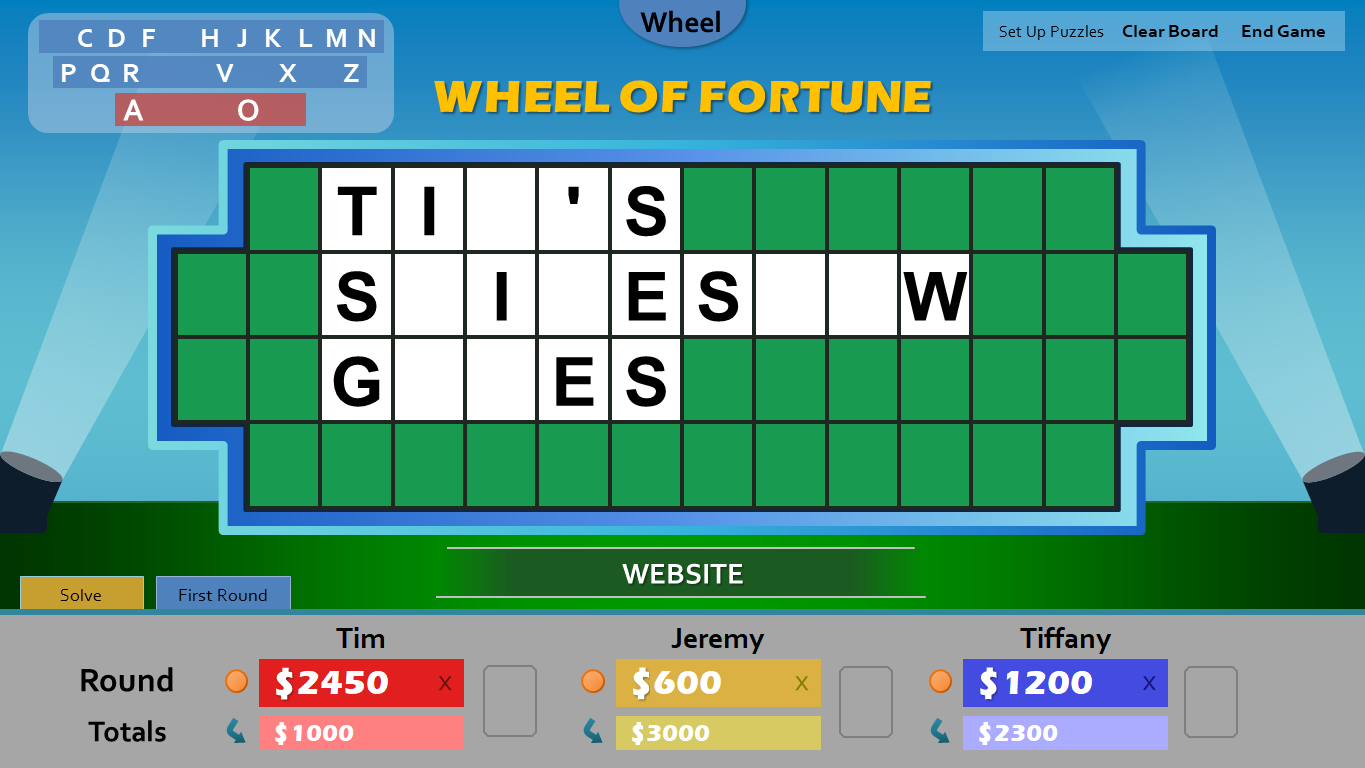 Wheel
Set Up Puzzles Clear Board End Game
C D F H J K L M N
P Q R V X Z
A O
WHEEL OF FORTUNE
T I ' S
S I E S W
G E S
WEBSITE
Solve First Round
Tim Jeremy Tiffany
Round $2450 X $600 X $1200 X
Totals $1000 $3000 $2300